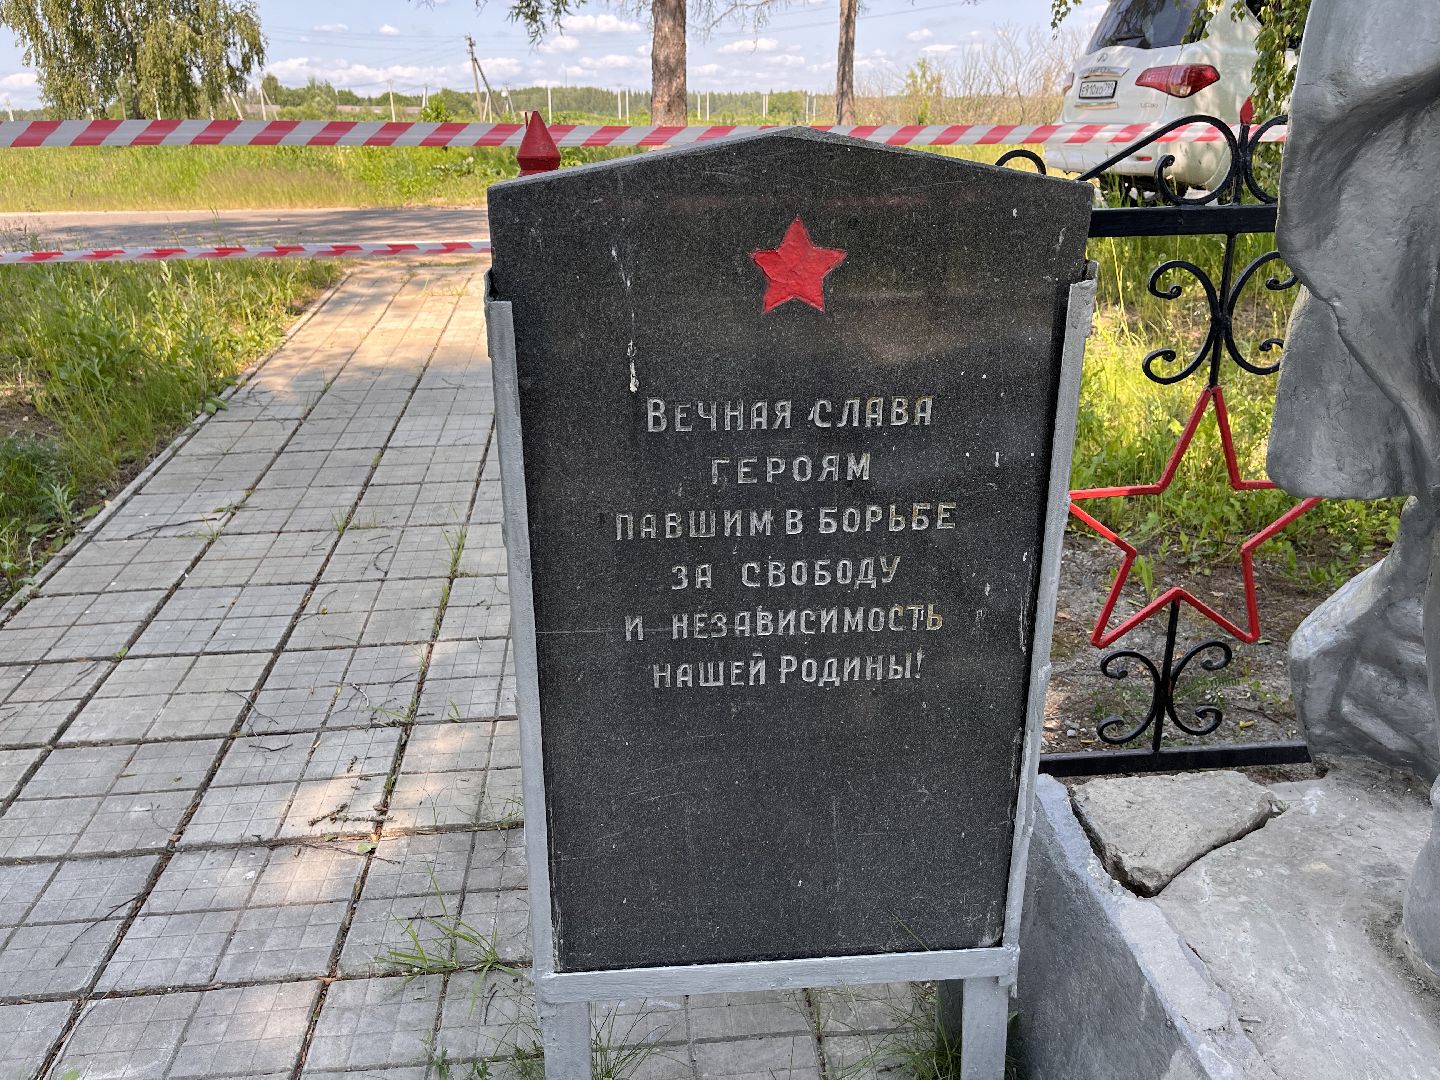 Вечная слава
героям
павшим в борьбе
за свободу
и независимость
нашей Родины!